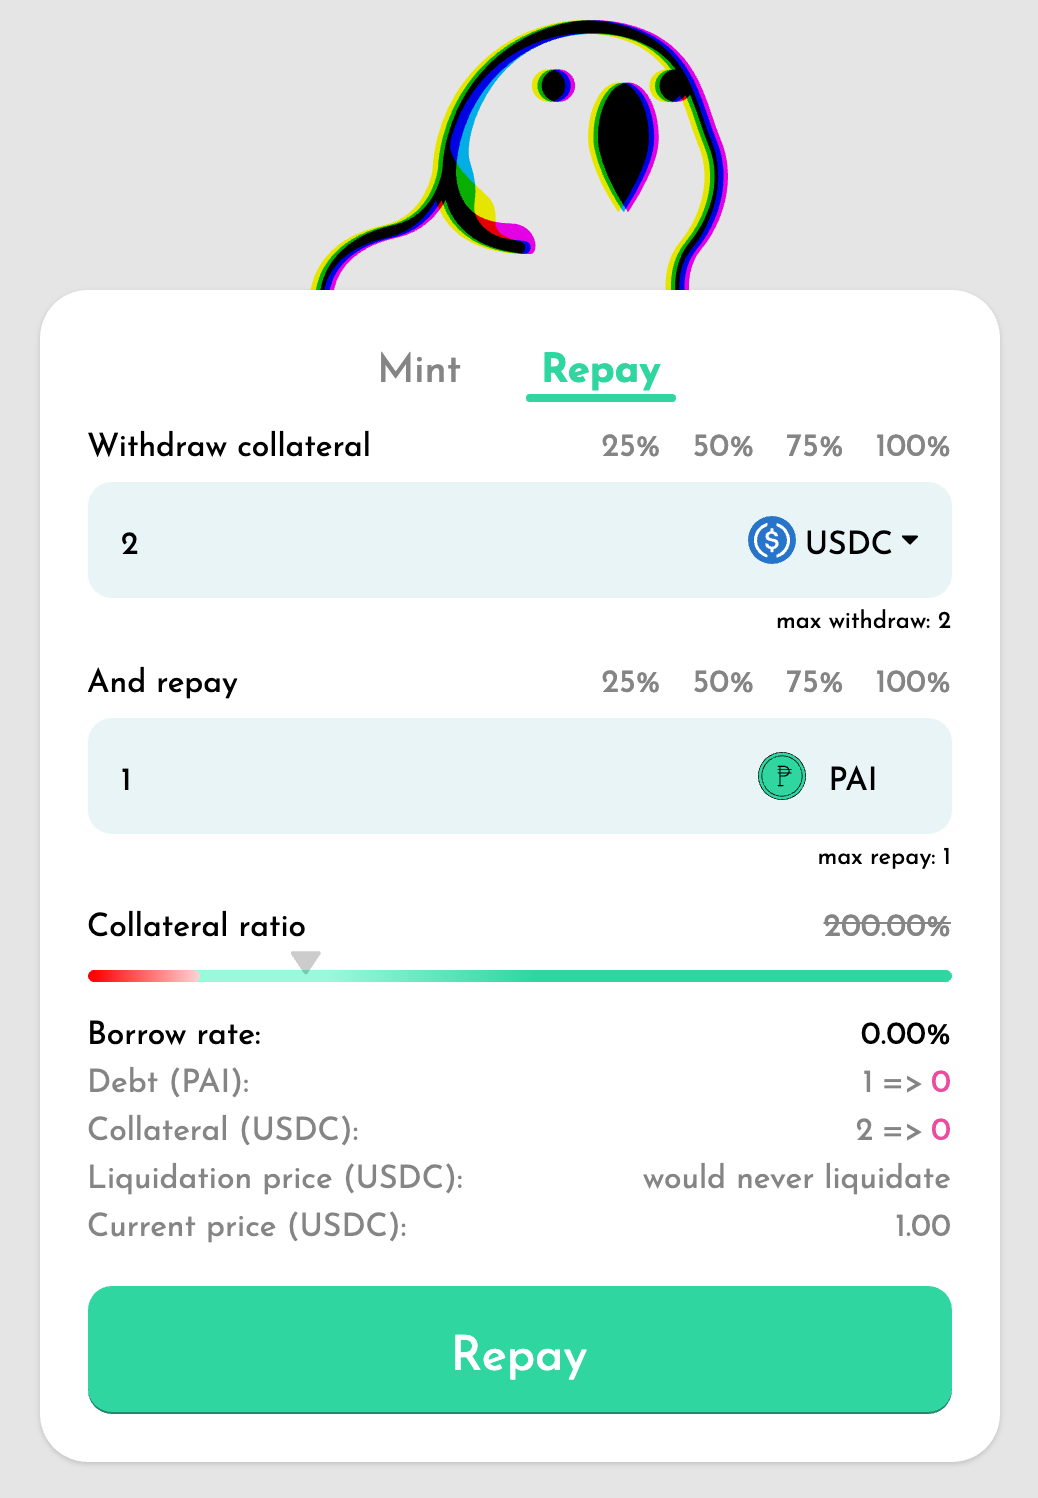 Mint Repay
Withdraw collateral 25% 50% 75% 100%
2 USDC
max withdraw: 2
And repay 25% 50% 75% 100%
1 PAI
max repay: 1
Collateral ratio 200.00%
Borrow rate: 0.00%
Debt (PAI): 1 => 0
Collateral (USDC): 2 => 0
Liquidation price (USDC): would never liquidate
Current price (USDC): 1.00
Repay